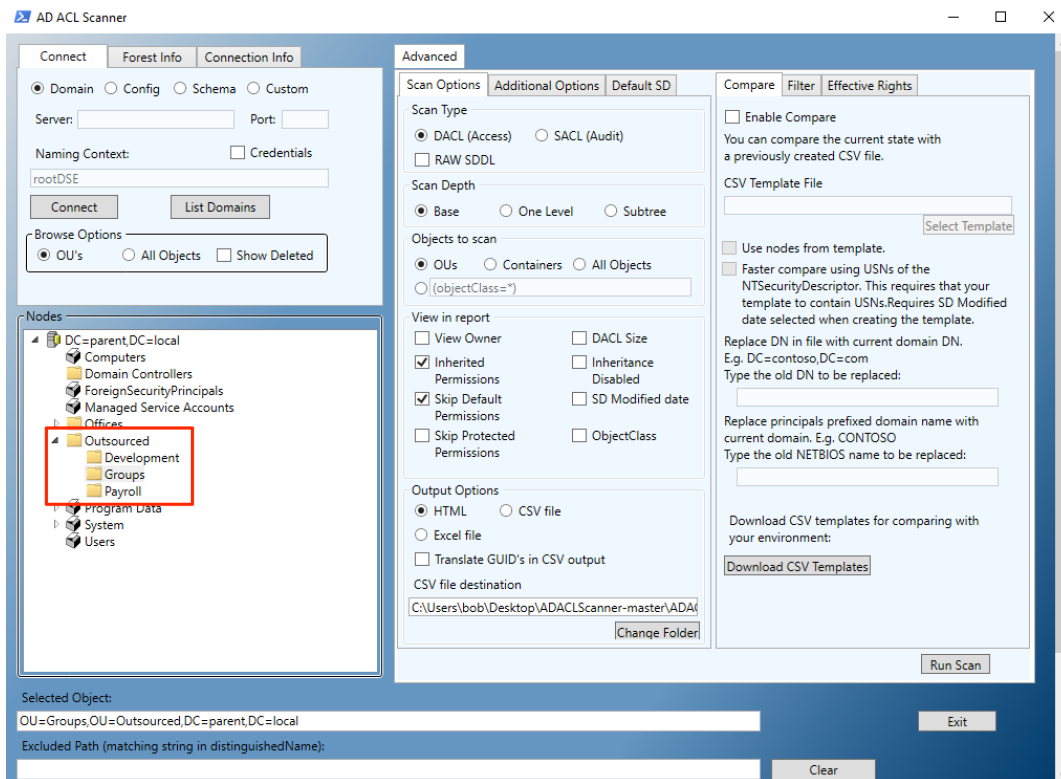 AD ACL Scanner
Connect Forest Info Connection Info
Domain Config Schema Custom
Server: Port:
Naming Context: Credentials
rootDSE
Connect List Domains
Browse Options
OU's All Objects Show Deleted
Nodes
DC=parent,DC=local
Computers
Domain Controllers
ForeignSecurityPrincipals
Managed Service Accounts
Offices
Outsourced
Development
Groups
Payroll
Program Data
System
Users
Advanced
Scan Options Additional Options Default SD
Scan Type
DACL (Access) SACL (Audit)
RAW SDDL
Scan Depth
Base One Level Subtree
Objects to scan
OUs Containers All Objects
(objectClass=*)
View in report
View Owner DACL Size
Inherited Permissions Inheritance Disabled
Skip Default Permissions SD Modified date
Skip Protected Permissions ObjectClass
Output Options
HTML CSV file
Excel file
Translate GUID's in CSV output
CSV file destination
C:\Users\bob\Desktop\ADACLScanner-master\ADA
Change Folder
Compare Filter Effective Rights
Enable Compare
You can compare the current state with
a previously created CSV file.
CSV Template File
Select Template
Use nodes from template.
Faster compare using USNs of the
NTSecurityDescriptor. This requires that your
template to contain USNs.Requires SD Modified
date selected when creating the template.
Replace DN in file with current domain DN.
E.g. DC=contoso,DC=com
Type the old DN to be replaced:
Replace principals prefixed domain name with
current domain. E.g. CONTOSO
Type the old NETBIOS name to be replaced:
Download CSV templates for comparing with
your environment:
Download CSV Templates
Run Scan
Selected Object:
OU=Groups,OU=Outsourced,DC=parent,DC=local
Exit
Excluded Path (matching string in distinguishedName):
Clear